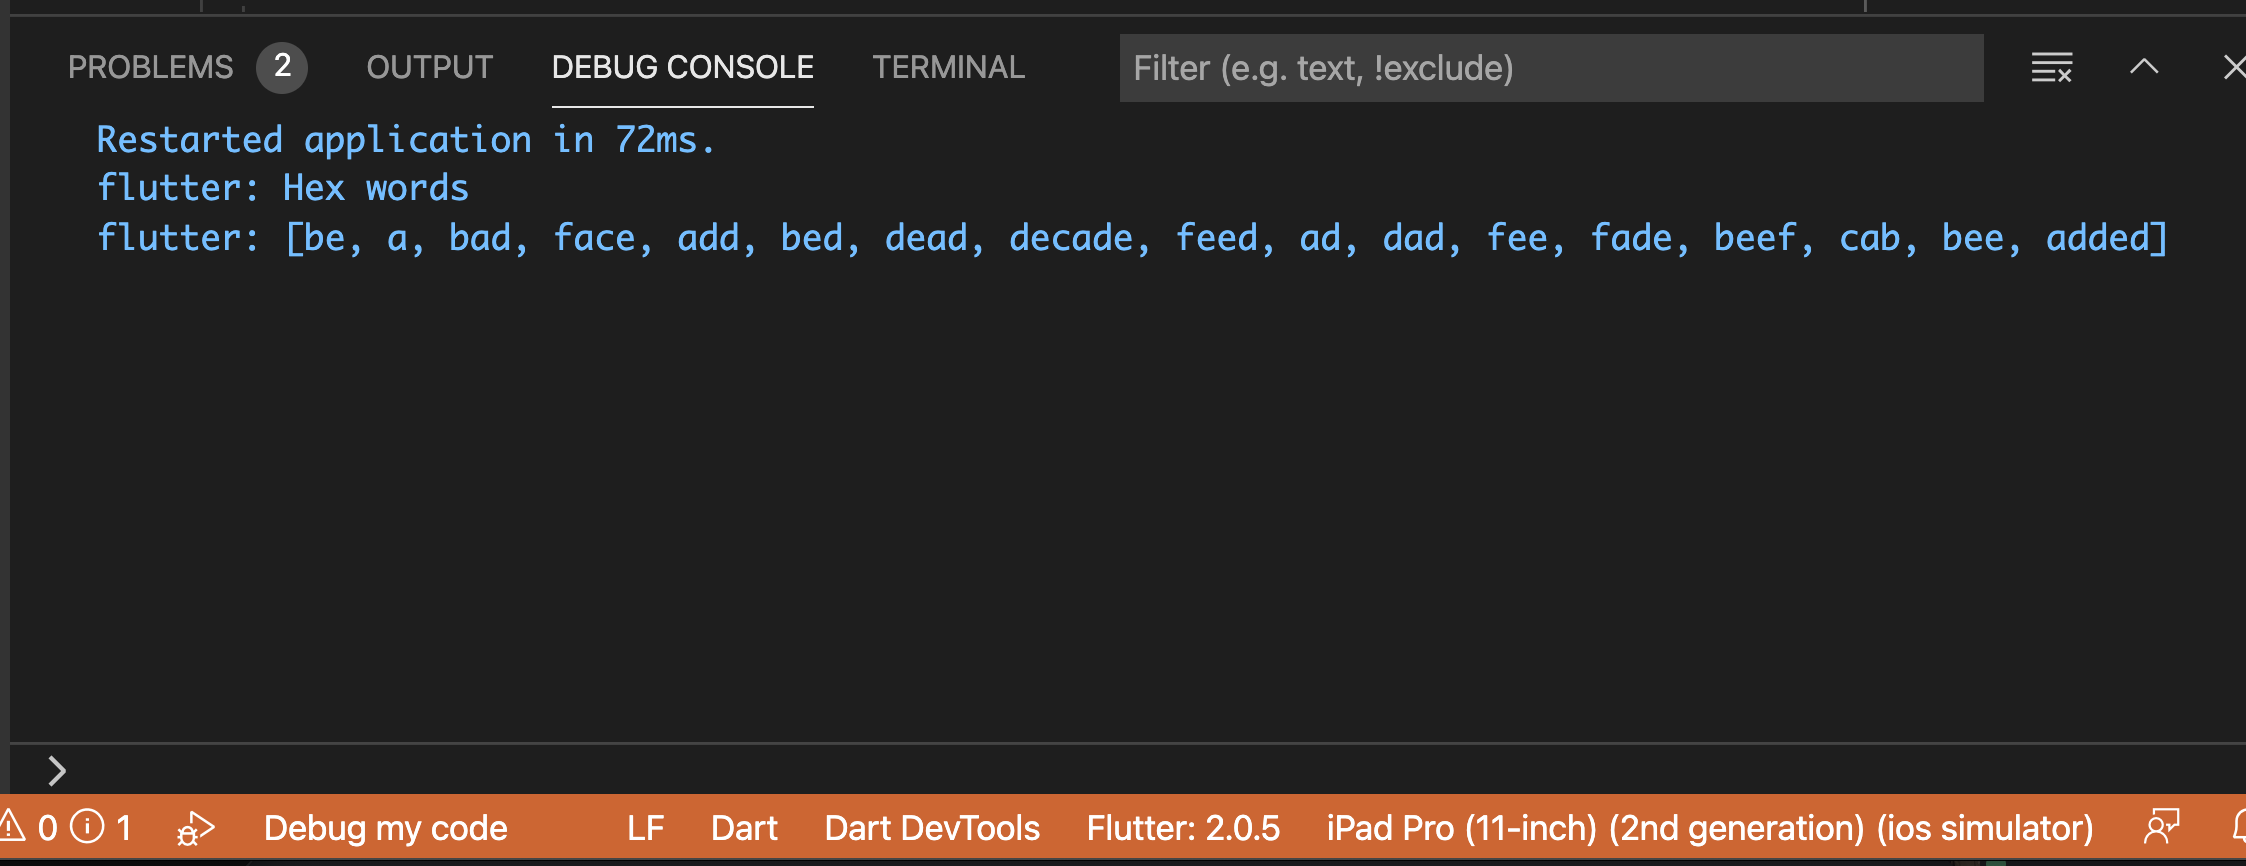 PROBLEMS 2 OUTPUT DEBUG CONSOLE TERMINAL Filter (e.g. text, !exclude)
Restarted application in 72ms.
flutter: Hex words
flutter: [be, a, bad, face, add, bed, dead, decade, feed, ad, dad, fee, fade, beef, cab, bee, added]
0 1 Debug my code LF Dart Dart DevTools Flutter: 2.0.5 iPad Pro (11-inch) (2nd generation) (ios simulator)